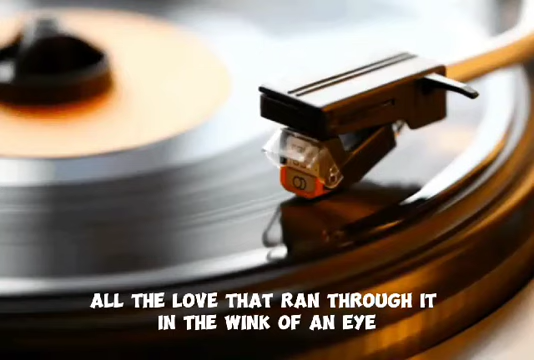 ALL THE LOVE THAT RAN THROUGH IT
IN THE WINK OF AN EYE